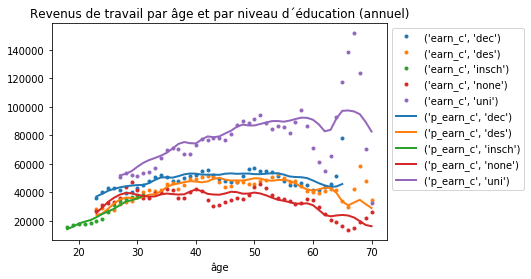 Revenus de travail par âge et par niveau d´éducation (annuel)
140000
120000
100000
80000
60000
40000
20000
20
30
40
50
60
70
âge
('earn_c', 'dec')
('earn_c', 'des')
('earn_c', 'insch')
('earn_c', 'none')
('earn_c', 'uni')
('p_earn_c', 'dec')
('p_earn_c', 'des')
('p_earn_c', 'insch')
('p_earn_c', 'none')
('p_earn_c', 'uni')